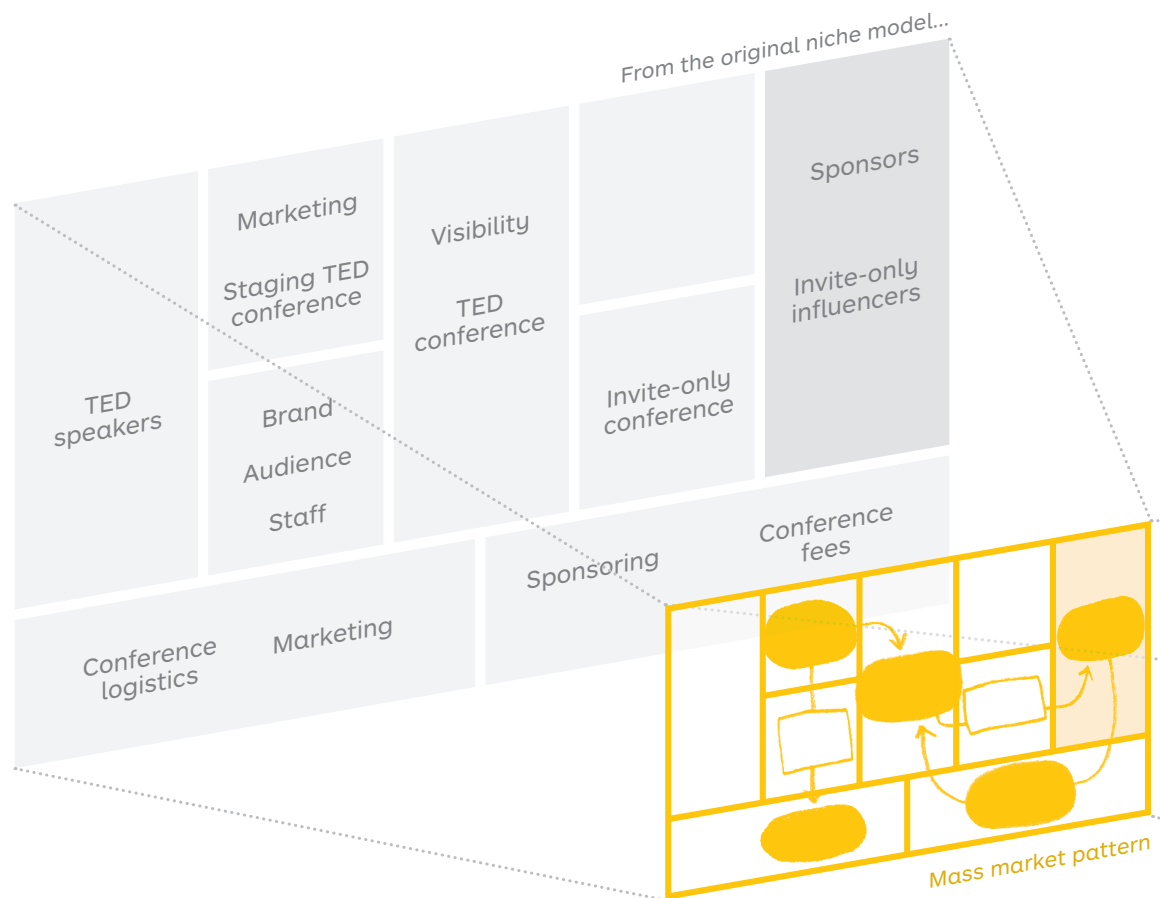 From the original niche model...
TED
speakers
Marketing
Staging TED
conference
Brand
Audience
Staff
Visibility
TED
conference
Invite-only
conference
Sponsors
Invite-only
influencers
Conference
logistics
Marketing
Sponsoring
Conference
fees
Mass market pattern